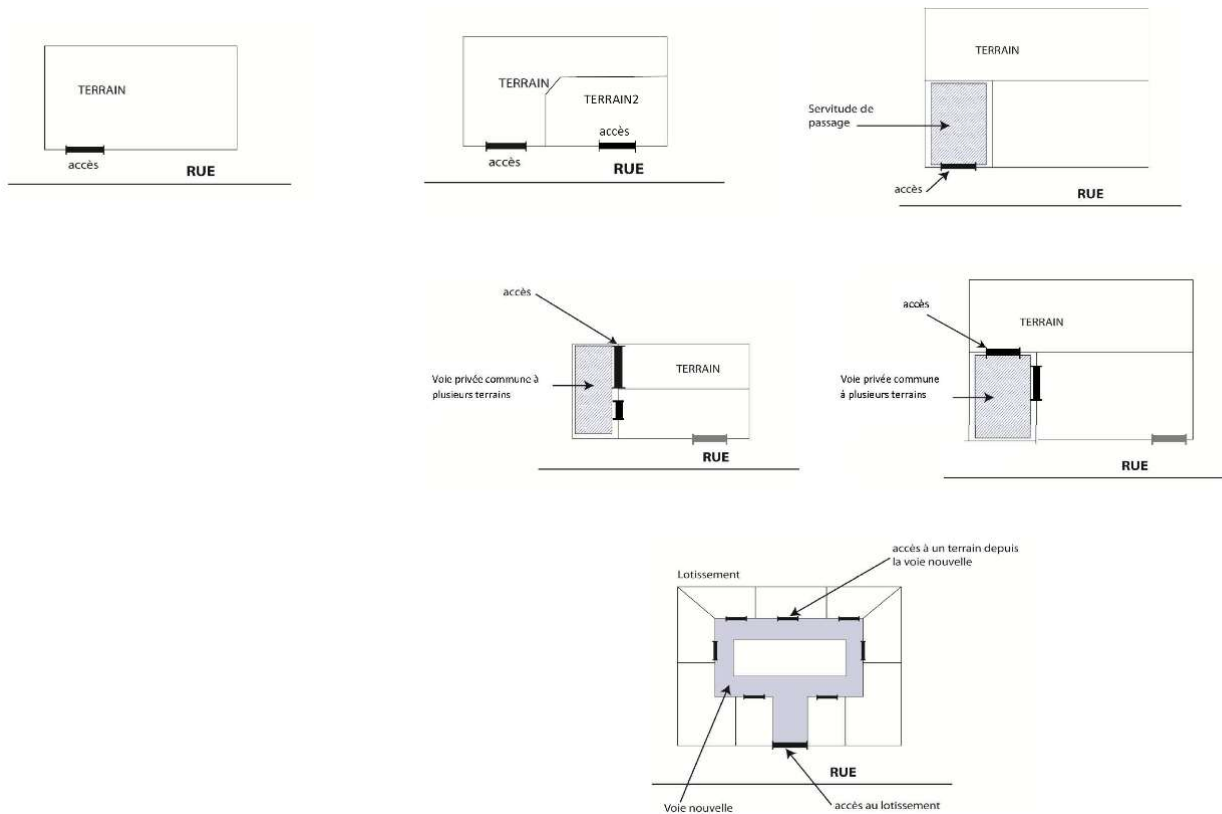 TERRAIN
accès
RUE
TERRAIN
TERRAIN2
accès
accès
RUE
TERRAIN
Servitude de
passage
accès
RUE
accès
TERRAIN
Voie privée commune à
plusieurs terrains
RUE
accès
TERRAIN
Voie privée commune
à plusieurs terrains
RUE
accès à un terrain depuis
la voie nouvelle
Lotissement
RUE
Voie nouvelle
accès au lotissement